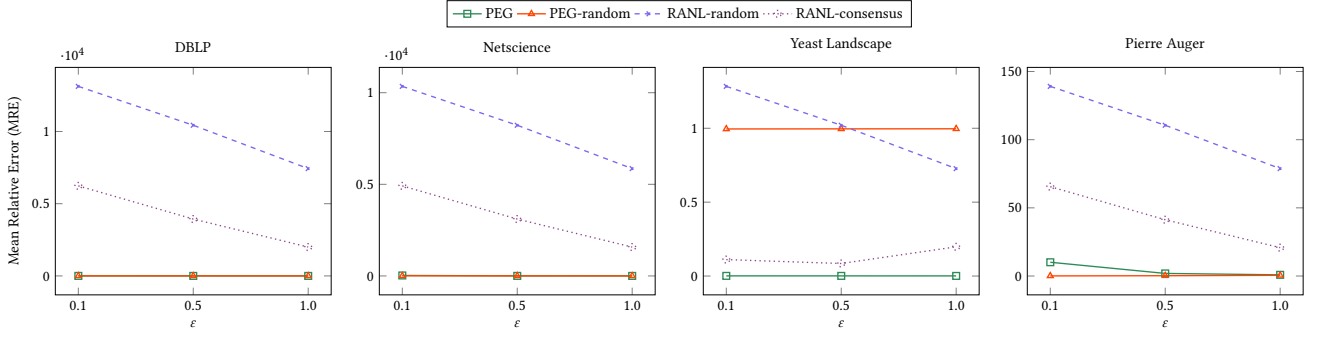 PEG PEG-random RANL-random RANL-consensus
DBLP
·10⁴
Mean Relative Error (MRE)
1
0.5
0
0.1 0.5 1.0
ε
Netscience
·10⁴
1
0.5
0
0.1 0.5 1.0
ε
Yeast Landscape
1
0.5
0
0.1 0.5 1.0
ε
Pierre Auger
150
100
50
0
0.1 0.5 1.0
ε